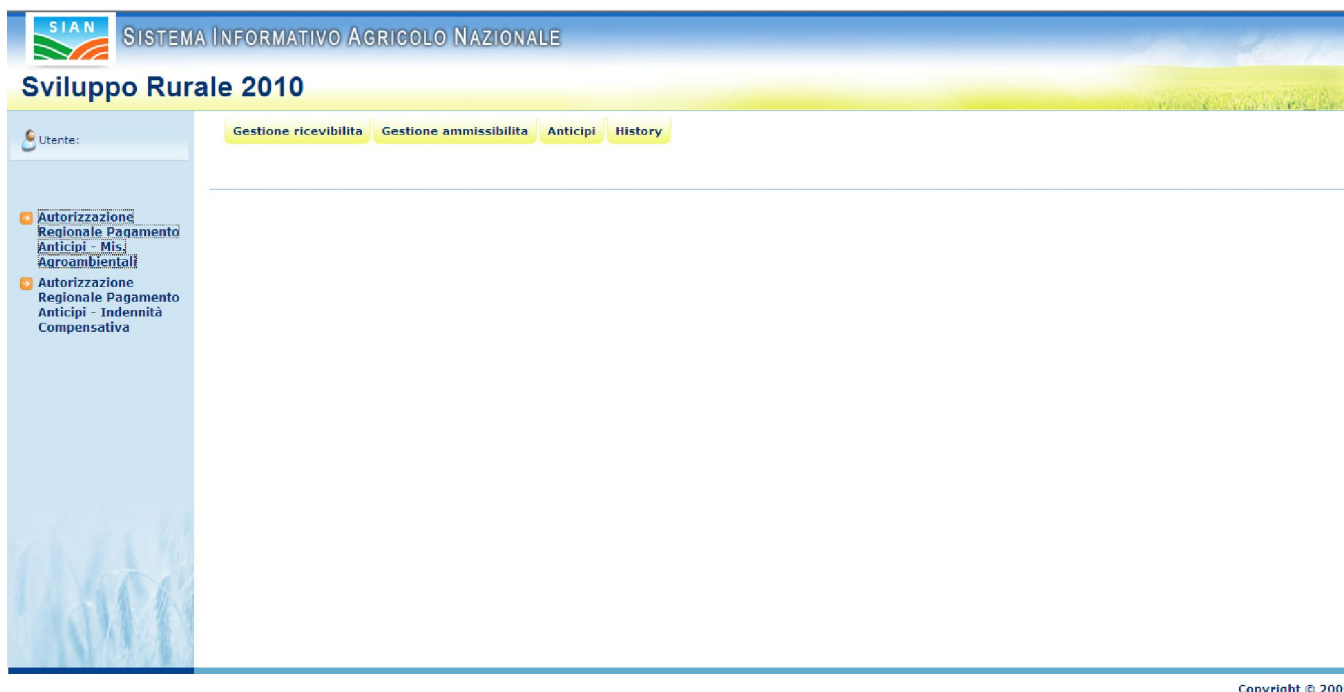 SIAN
SISTEMA INFORMATIVO AGRICOLO NAZIONALE
Sviluppo Rurale 2010
Utente:
Gestione ricevibilita Gestione ammissibilita Anticipi History
Autorizzazione
Regionale Pagamento
Anticipi - Mis.
Agroambientali
Autorizzazione
Regionale Pagamento
Anticipi - Indennità
Compensativa
Copyright © 200